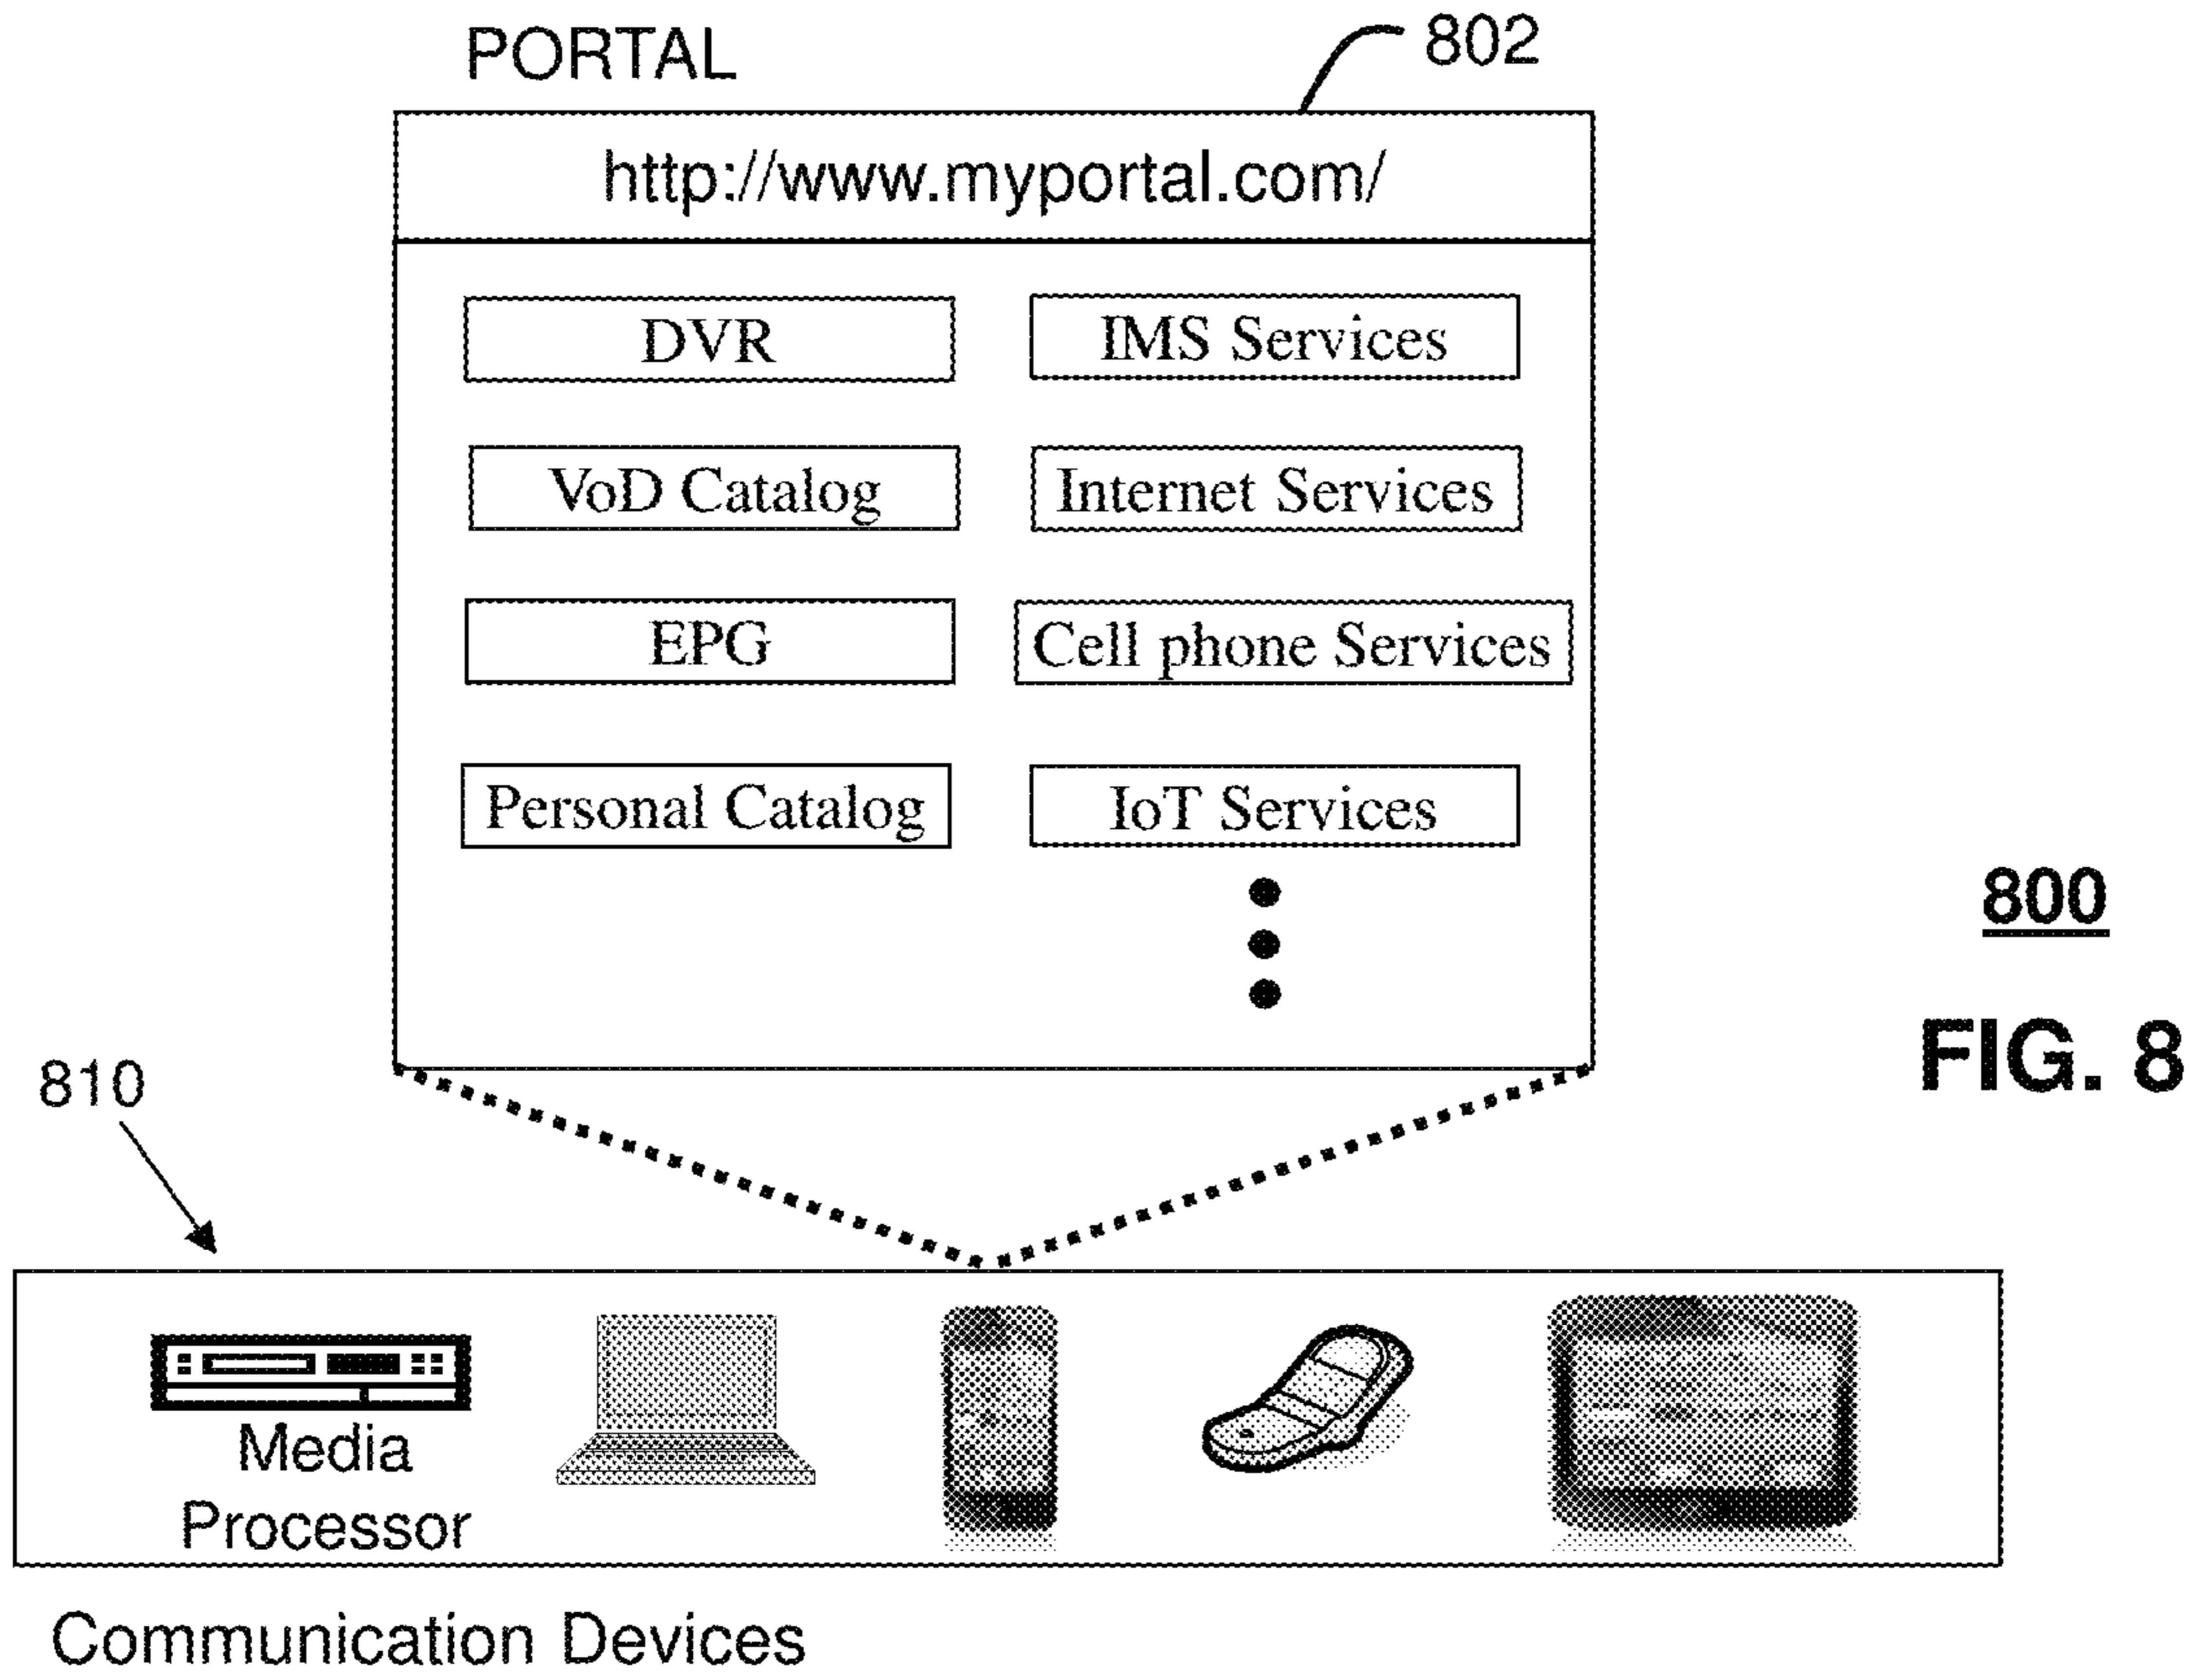 PORTAL
802
http://www.myportal.com/
DVR
IMS Services
VoD Catalog
Internet Services
EPG
Cell phone Services
Personal Catalog
IoT Services
800
FIG. 8
810
Media
Processor
Communication Devices